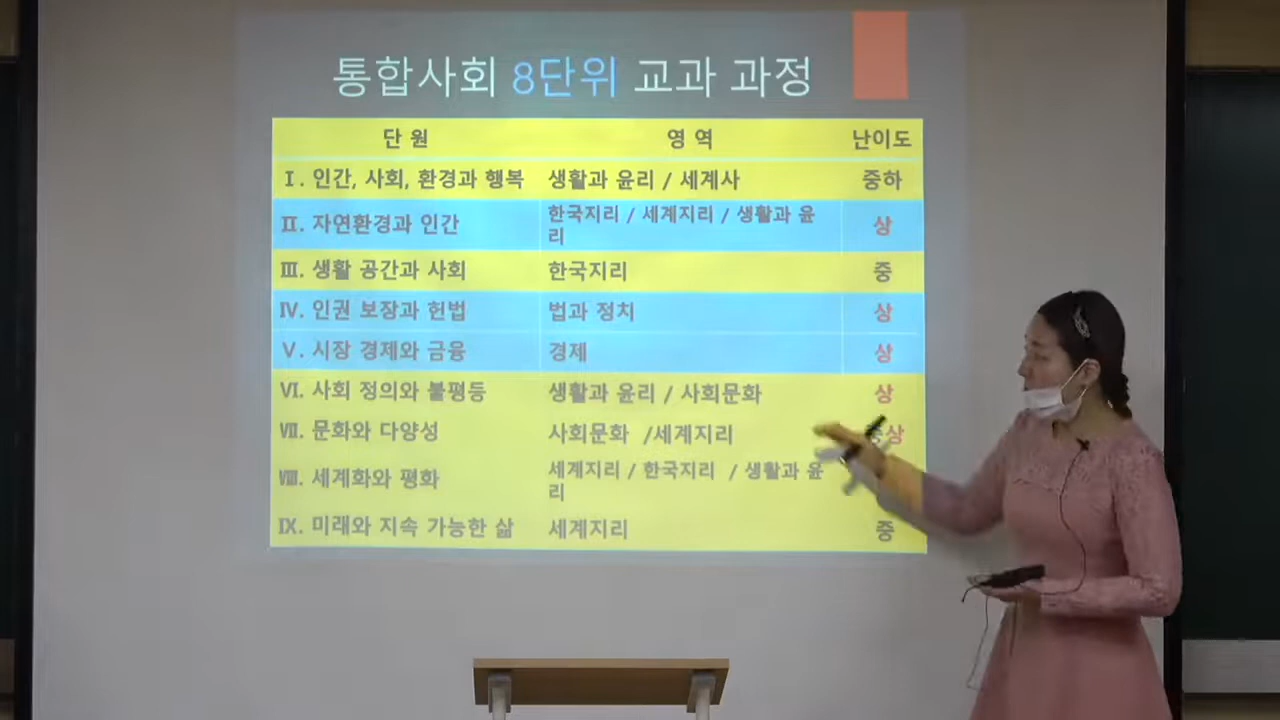 통합사회 8단위 교과 과정
단 원 영 역 난이도
Ⅰ. 인간, 사회, 환경과 행복 생활과 윤리 / 세계사 중하
Ⅱ. 자연환경과 인간 한국지리 / 세계지리 / 생활과 윤
리 상
Ⅲ. 생활 공간과 사회 한국지리 중
Ⅳ. 인권 보장과 헌법 법과 정치 상
Ⅴ. 시장 경제와 금융 경제 상
Ⅵ. 사회 정의와 불평등 생활과 윤리 / 사회문화 상
Ⅶ. 문화와 다양성 사회문화 /세계지리
Ⅷ. 세계화와 평화 세계지리 / 한국지리 / 생활과 윤
리
Ⅸ. 미래와 지속 가능한 삶 세계지리 중